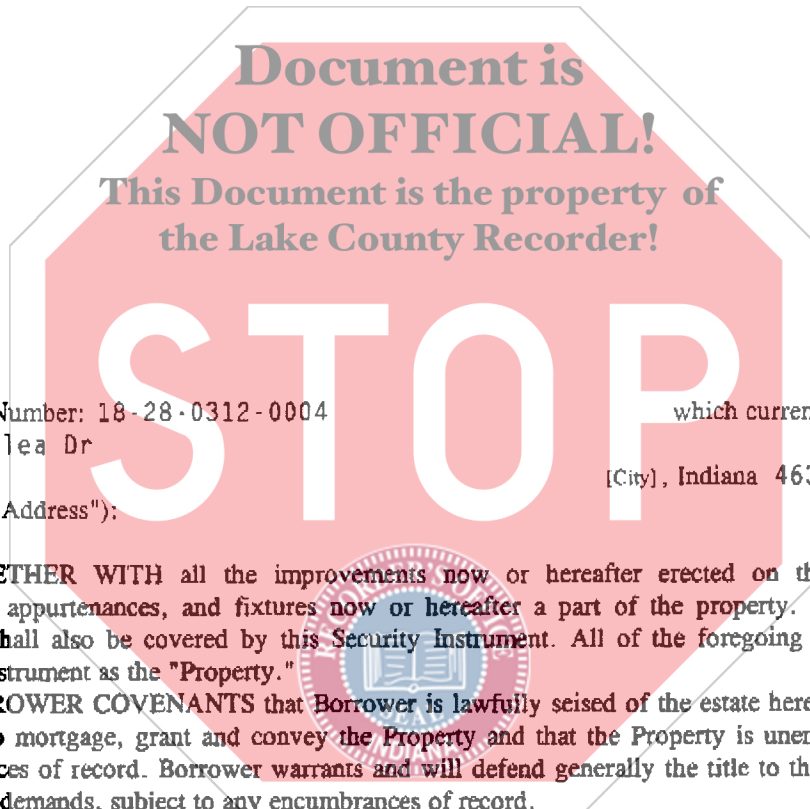 Document is
NOT OFFICIAL!
This Document is the property of
the Lake County Recorder!
STOP
Number: 18-28-0312-0004 which curren
lea Dr
[City], Indiana 463
Address"):
ETHER WITH all the improvements now or hereafter erected on th
appurtenances, and fixtures now or hereafter a part of the property.
hall also be covered by this Security Instrument. All of the foregoing
strument as the "Property."
ROWER COVENANTS that Borrower is lawfully seised of the estate here
mortgage, grant and convey the Property and that the Property is unen
ces of record. Borrower warrants and will defend generally the title to th
demands, subject to any encumbrances of record.
SEAL